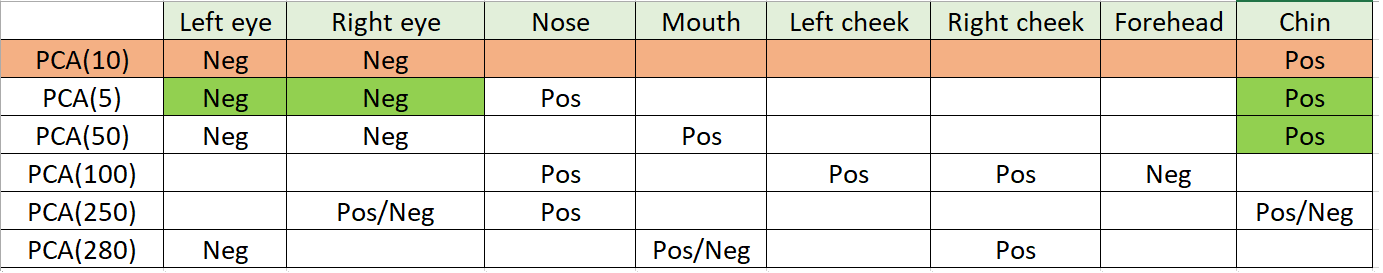 Left eye Right eye Nose Mouth Left cheek Right cheek Forehead Chin
PCA(10) Neg Neg Pos
PCA(5) Neg Neg Pos Pos
PCA(50) Neg Neg Pos Pos
PCA(100) Pos Pos Pos Neg
PCA(250) Pos/Neg Pos Pos/Neg
PCA(280) Neg Pos/Neg Pos